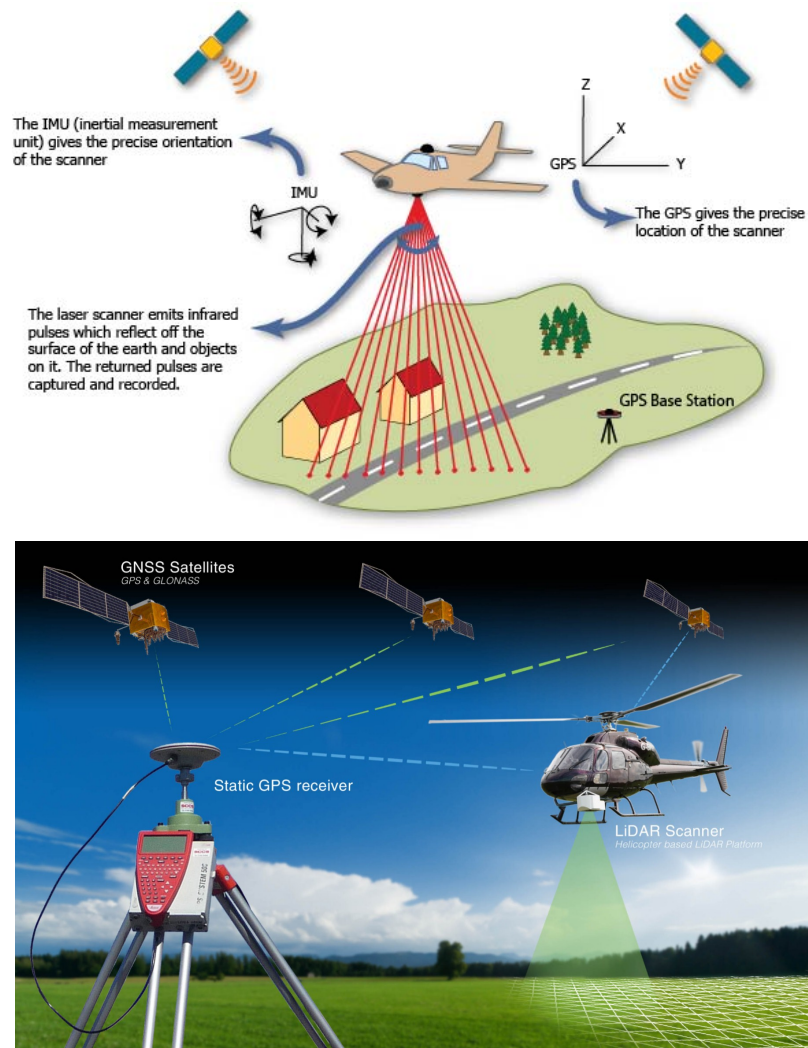 Z
The IMU (inertial measurement
unit) gives the precise orientation
of the scanner
X
GPS
Y
IMU
The GPS gives the precise
location of the scanner
The laser scanner emits infrared
pulses which reflect off the
surface of the earth and objects
on it. The returned pulses are
captured and recorded.
GPS Base Station
GNSS Satellites
GPS & GLONASS
Static GPS receiver
LiDAR Scanner
Helicopter based LiDAR Platform